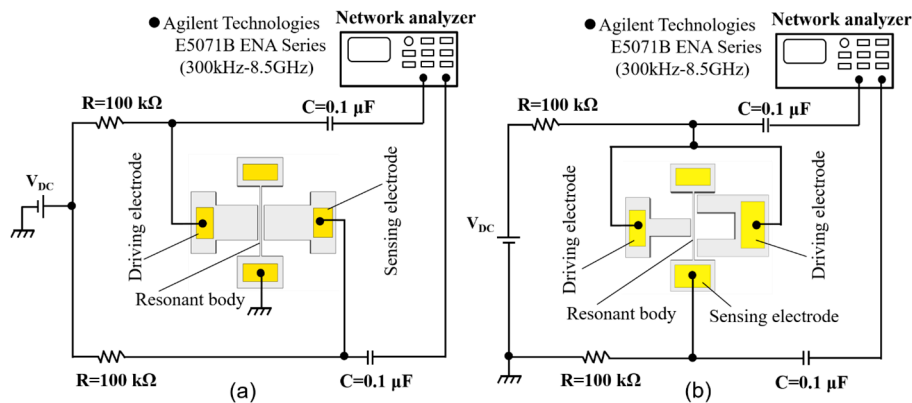 Network analyzer
● Agilent Technologies
E5071B ENA Series
(300kHz-8.5GHz)
R=100 kΩ
C=0.1 μF
V_DC
Driving electrode
Sensing electrode
Resonant body
R=100 kΩ
C=0.1 μF
(a)
Network analyzer
● Agilent Technologies
E5071B ENA Series
(300kHz-8.5GHz)
R=100 kΩ
C=0.1 μF
V_DC
Driving electrode
Driving electrode
Resonant body
Sensing electrode
R=100 kΩ
C=0.1 μF
(b)